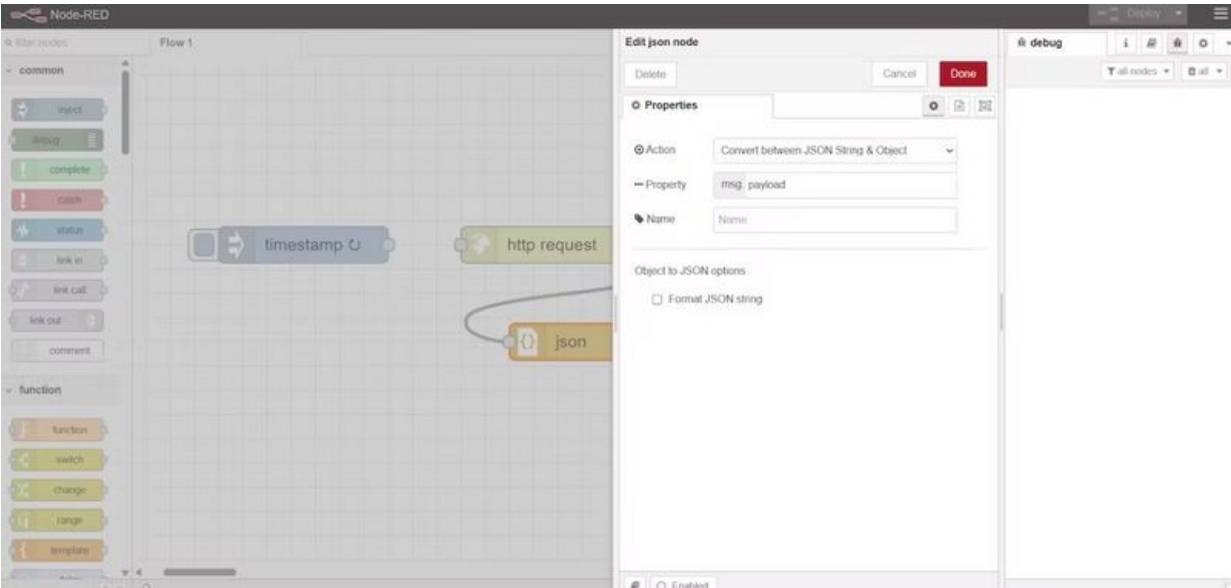 Node-RED
Deploy
filter nodes
Flow 1
Edit json node
debug
i
common
Delete
Cancel
Done
all nodes
all
Properties
inject
debug
Action
Convert between JSON String & Object
complete
Property
msg. payload
catch
Name
Name
status
timestamp ↻
http request
link in
Object to JSON options
link call
Format JSON string
link out
{} json
comment
function
function
switch
change
range
template
delay
Enabled